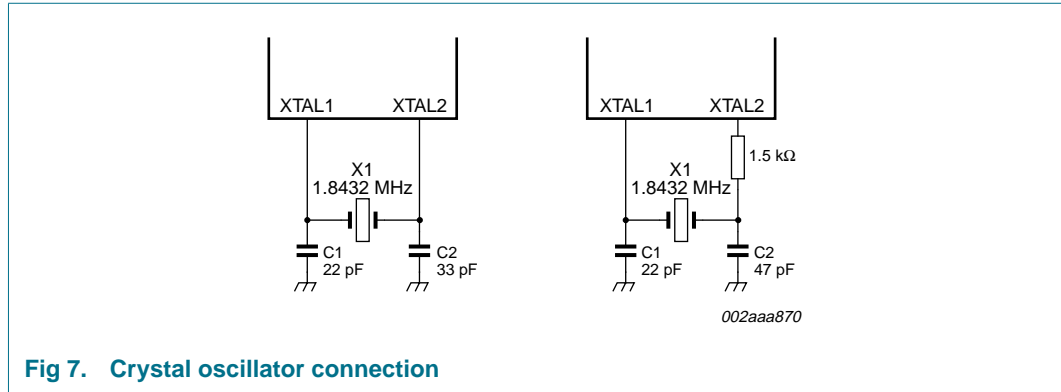 XTAL1 XTAL2
X1
1.8432 MHz
C1
22 pF
C2
33 pF
XTAL1 XTAL2
1.5 kΩ
X1
1.8432 MHz
C1
22 pF
C2
47 pF
002aaa870
Fig 7. Crystal oscillator connection